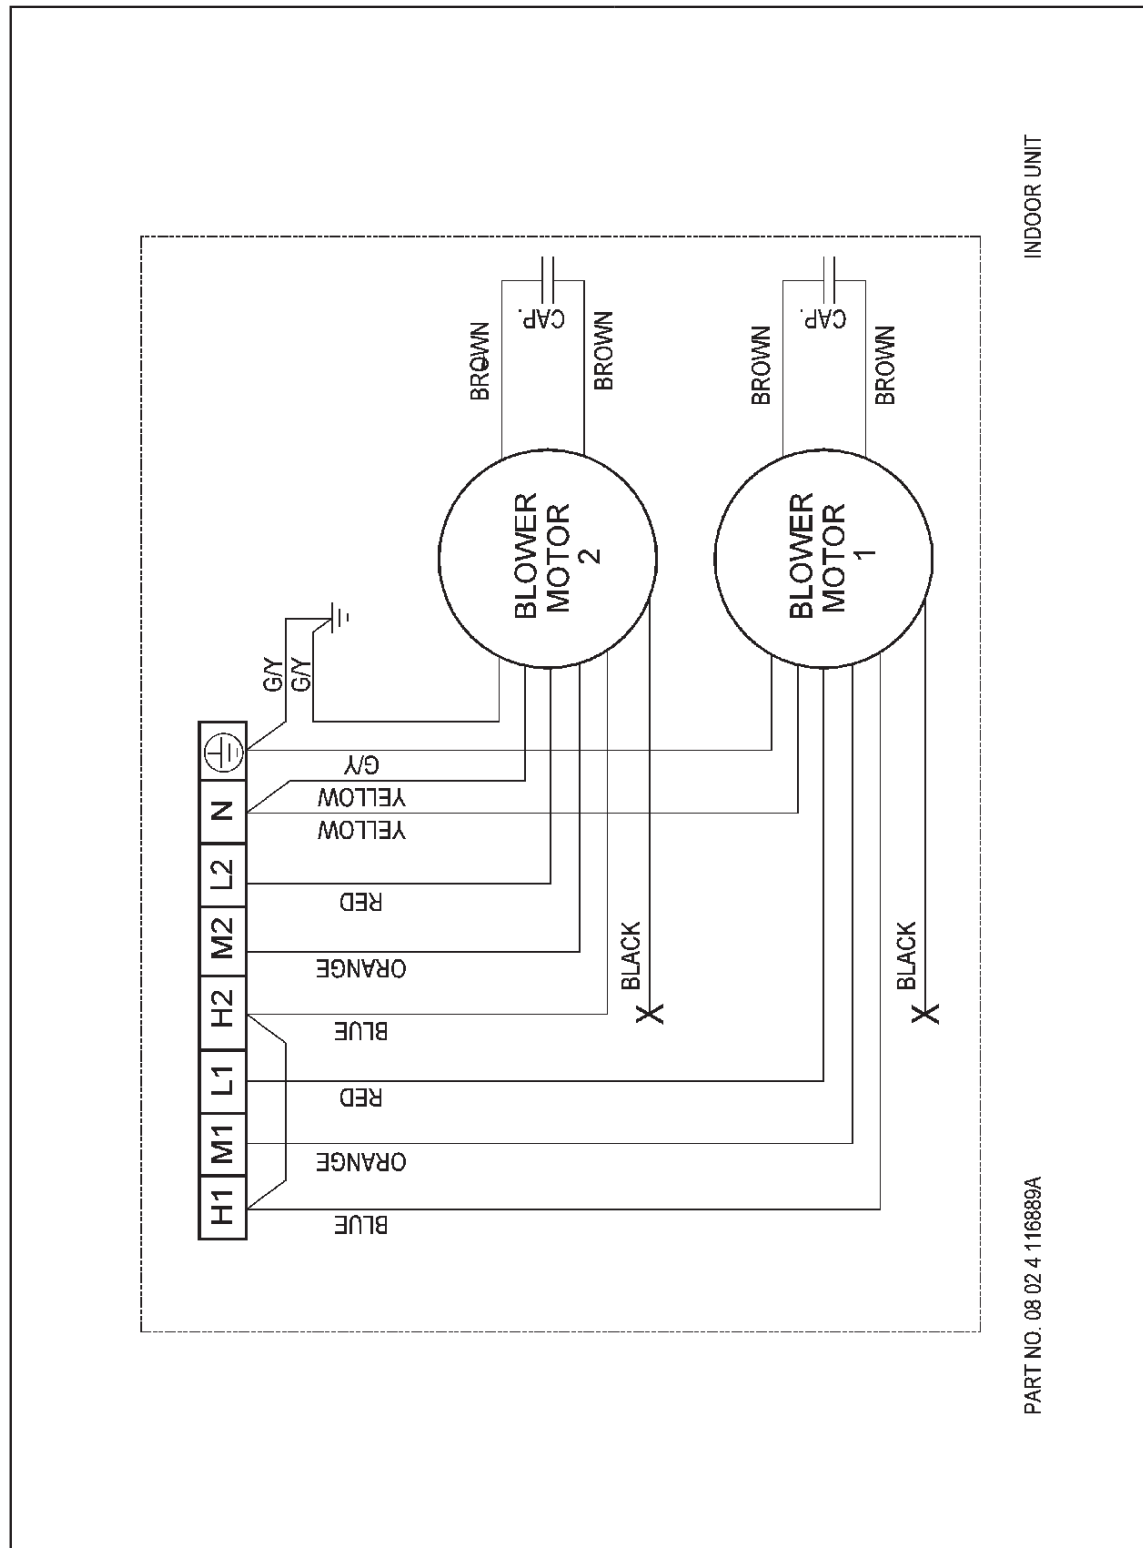 INDOOR UNIT
BROWN
CAP.
BROWN
BROWN
CAP.
BROWN
BLOWER
MOTOR
2
BLOWER
MOTOR
1
G/Y
G/Y
G/Y
YELLOW
YELLOW
RED
ORANGE
BLUE
RED
ORANGE
BLUE
BLACK
X
BLACK
X
H1 M1 L1 H2 M2 L2 N
PART NO. 08 02 4 116889A